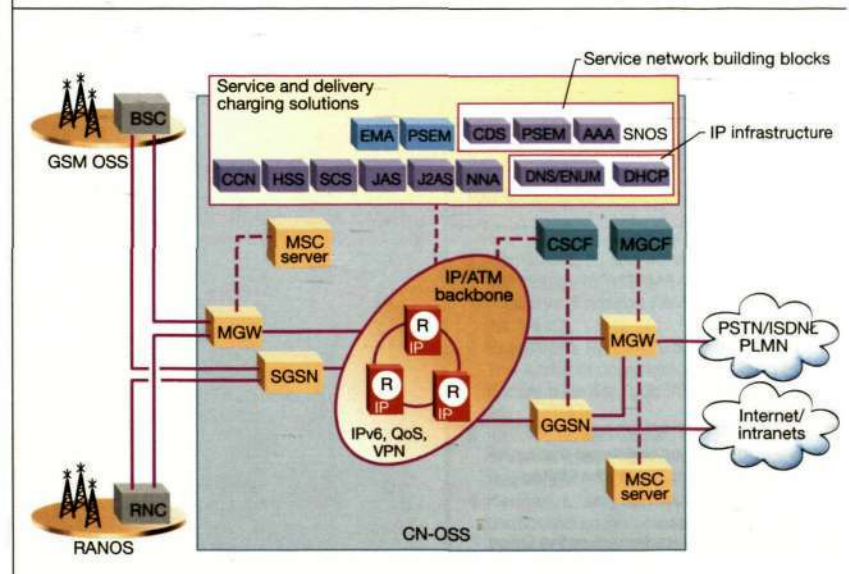 Service network building blocks
Service and delivery
charging solutions
BSC
EMA
PSEM
CDS
PSEM
AAA
SNOS
IP infrastructure
GSM OSS
CCN
HSS
SCS
JAS
J2AS
NNA
DNS/ENUM
DHCP
MSC
server
CSCF
MGCF
IP/ATM
backbone
MGW
R
IP
MGW
PSTN/ISDNE
PLMN
SGSN
R
IP
R
IP
IPv6, QoS,
VPN
GGSN
Internet/
intranets
MSC
server
RNC
RANOS
CN-OSS